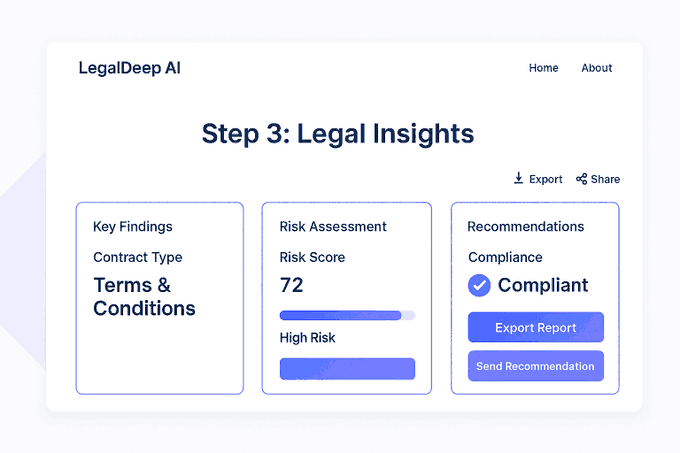 LegalDeep AI
Home About
Step 3: Legal Insights
Export Share
Key Findings
Contract Type
Terms &
Conditions
Risk Assessment
Risk Score
72
High Risk
Recommendations
Compliance
Compliant
Export Report
Send Recommendation